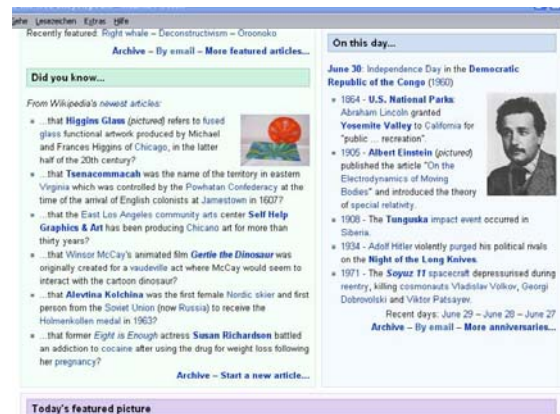 Gehe Lesezeichen Extras Hilfe
Recently featured: Right whale – Deconstructivism – Oroonoko
Archive – By email – More featured articles...
Did you know...
From Wikipedia's newest articles:
...that Higgins Glass (pictured) refers to fused
glass functional artwork produced by Michael
and Frances Higgins of Chicago, in the latter
half of the 20th century?
...that Tsenacommacah was the name of the territory in eastern
Virginia which was controlled by the Powhatan Confederacy at the
time of the arrival of English colonists at Jamestown in 1607?
...that the East Los Angeles community arts center Self Help
Graphics & Art has been producing Chicano art for more than
thirty years?
...that Winsor McCay's animated film Gertie the Dinosaur was
originally created for a vaudeville act where McCay would seem to
interact with the cartoon dinosaur?
...that Alevtina Kolchina was the first female Nordic skier and first
person from the Soviet Union (now Russia) to receive the
Holmenkollen medal in 1963?
...that former Eight is Enough actress Susan Richardson battled
an addiction to cocaine after using the drug for weight loss following
her pregnancy?
Archive – Start a new article...
On this day...
June 30: Independence Day in the Democratic
Republic of the Congo (1960)
1864 - U.S. National Parks:
Abraham Lincoln granted
Yosemite Valley to California for
"public ... recreation".
1905 - Albert Einstein (pictured)
published the article "On the
Electrodynamics of Moving
Bodies" and introduced the theory
of special relativity.
1908 - The Tunguska impact event occurred in
Siberia.
1934 - Adolf Hitler violently purged his political rivals
on the Night of the Long Knives.
1971 - The Soyuz 11 spacecraft depressurised during
reentry, killing cosmonauts Vladislav Volkov, Georgi
Dobrovolski and Viktor Patsayev.
Recent days: June 29 – June 28 – June 27
Archive – By email – More anniversaries...
Today's featured picture